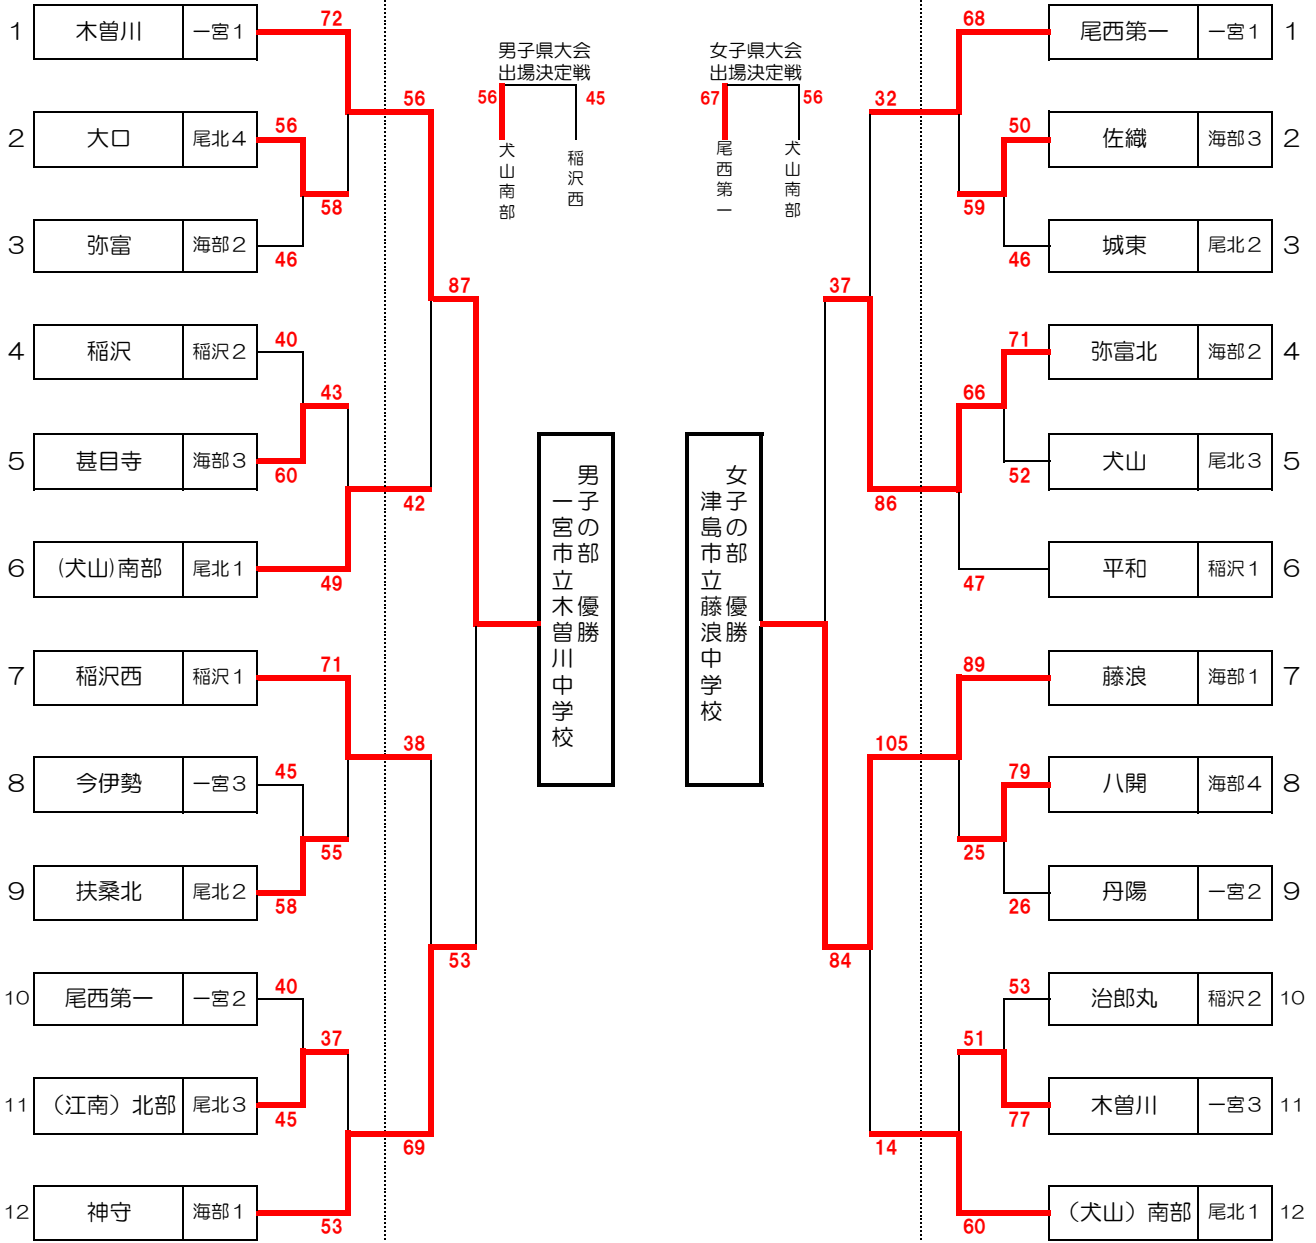 1 木曽川 一宮1 72
2 大口 尾北4 56
58
3 弥富 海部2 46
56
4 稲沢 稲沢2 40
43
5 甚目寺 海部3 60
42
6 (犬山)南部 尾北1 49
87
7 稲沢西 稲沢1 71
38
8 今伊勢 一宮3 45
55
9 扶桑北 尾北2 58
53
10 尾西第一 一宮2 40
37
11 (江南)北部 尾北3 45
69
12 神守 海部1 53
男子県大会
出場決定戦
56 45
犬山南部
稲沢西
女子県大会
出場決定戦
67 56
尾西第一
犬山南部
男子の部 優勝
一宮市立木曽川中学校
女子の部 優勝
津島市立藤浪中学校
68 尾西第一 一宮1 1
32
50 佐織 海部3 2
59
46 城東 尾北2 3
37
71 弥富北 海部2 4
66
52 犬山 尾北3 5
86
47 平和 稲沢1 6
89 藤浪 海部1 7
105
79 八開 海部4 8
25
26 丹陽 一宮2 9
84
53 治郎丸 稲沢2 10
51
77 木曽川 一宮3 11
14
60 (犬山)南部 尾北1 12